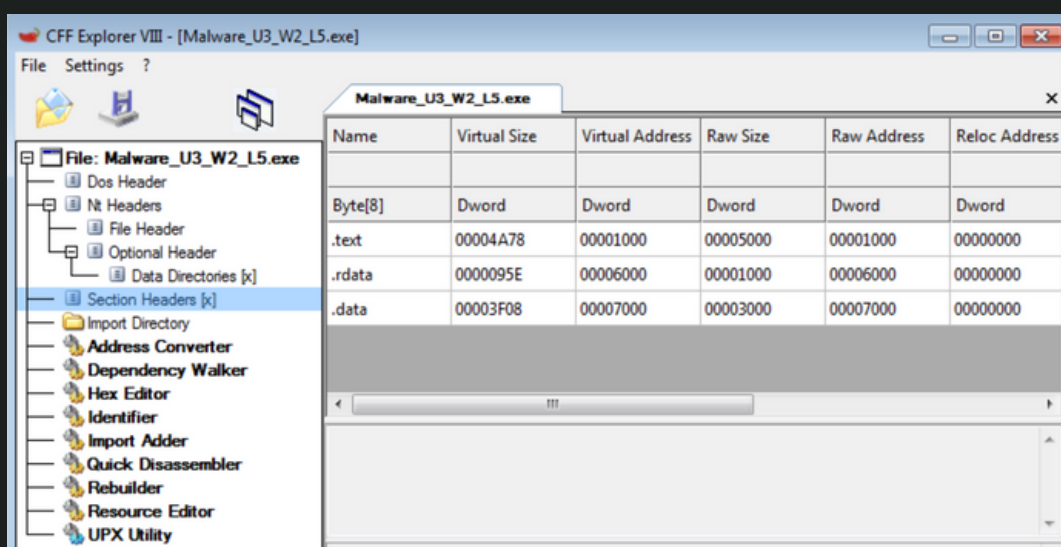 CFF Explorer VIII - [Malware_U3_W2_L5.exe]
File Settings ?
Malware_U3_W2_L5.exe
File: Malware_U3_W2_L5.exe
Dos Header
Nt Headers
File Header
Optional Header
Data Directories [x]
Section Headers [x]
Import Directory
Address Converter
Dependency Walker
Hex Editor
Identifier
Import Adder
Quick Disassembler
Rebuilder
Resource Editor
UPX Utility
Name Virtual Size Virtual Address Raw Size Raw Address Reloc Address
Byte[8] Dword Dword Dword Dword Dword
.text 00004A78 00001000 00005000 00001000 00000000
.rdata 0000095E 00006000 00001000 00006000 00000000
.data 00003F08 00007000 00003000 00007000 00000000